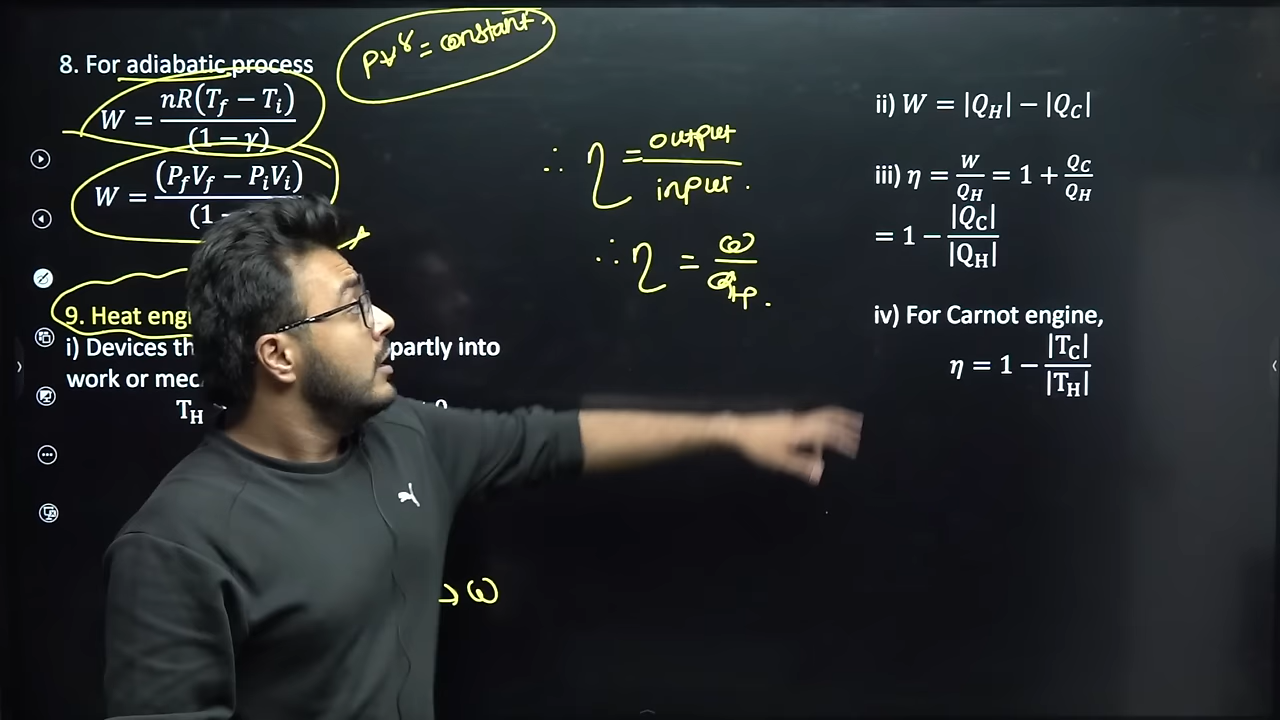 8. For adiabatic process
W = nR(T_f − T_i) / (1 − γ)
W = (P_fV_f − P_iV_i) / (1 -
PV^γ = constant
9. Heat eng
i) Devices th partly into
work or mec
T_H
→ ω
∴ η = output / input.
∴ η = ω /
ii) W = |Q_H| − |Q_C|
iii) η = W/Q_H = 1 + Q_C/Q_H
= 1 − |Q_C| / |Q_H|
iv) For Carnot engine,
η = 1 − |T_C| / |T_H|